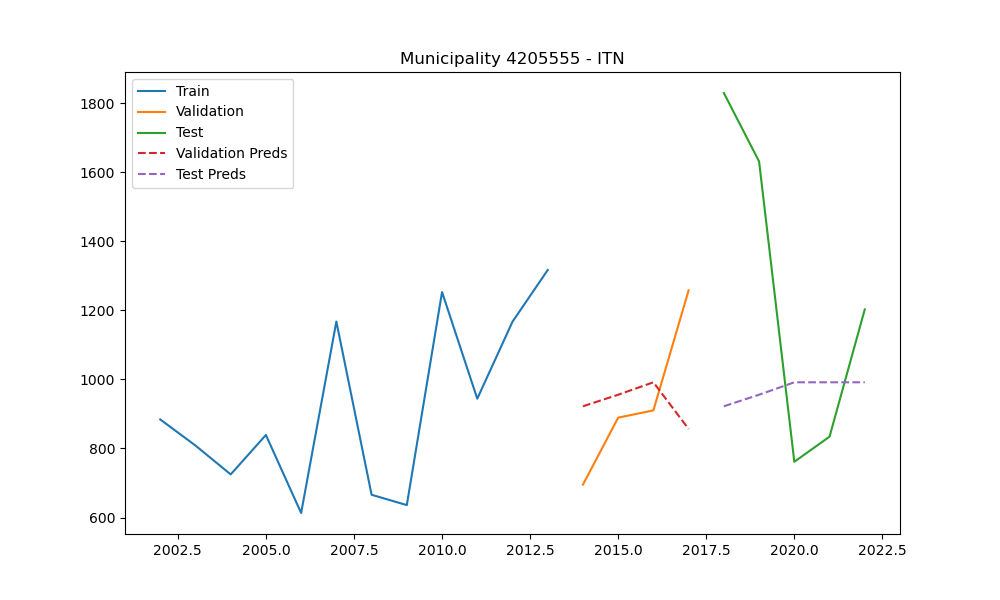 Municipality 4205555 - ITN
Train
Validation
Test
Validation Preds
Test Preds
1800
1600
1400
1200
1000
800
600
2002.5 2005.0 2007.5 2010.0 2012.5 2015.0 2017.5 2020.0 2022.5